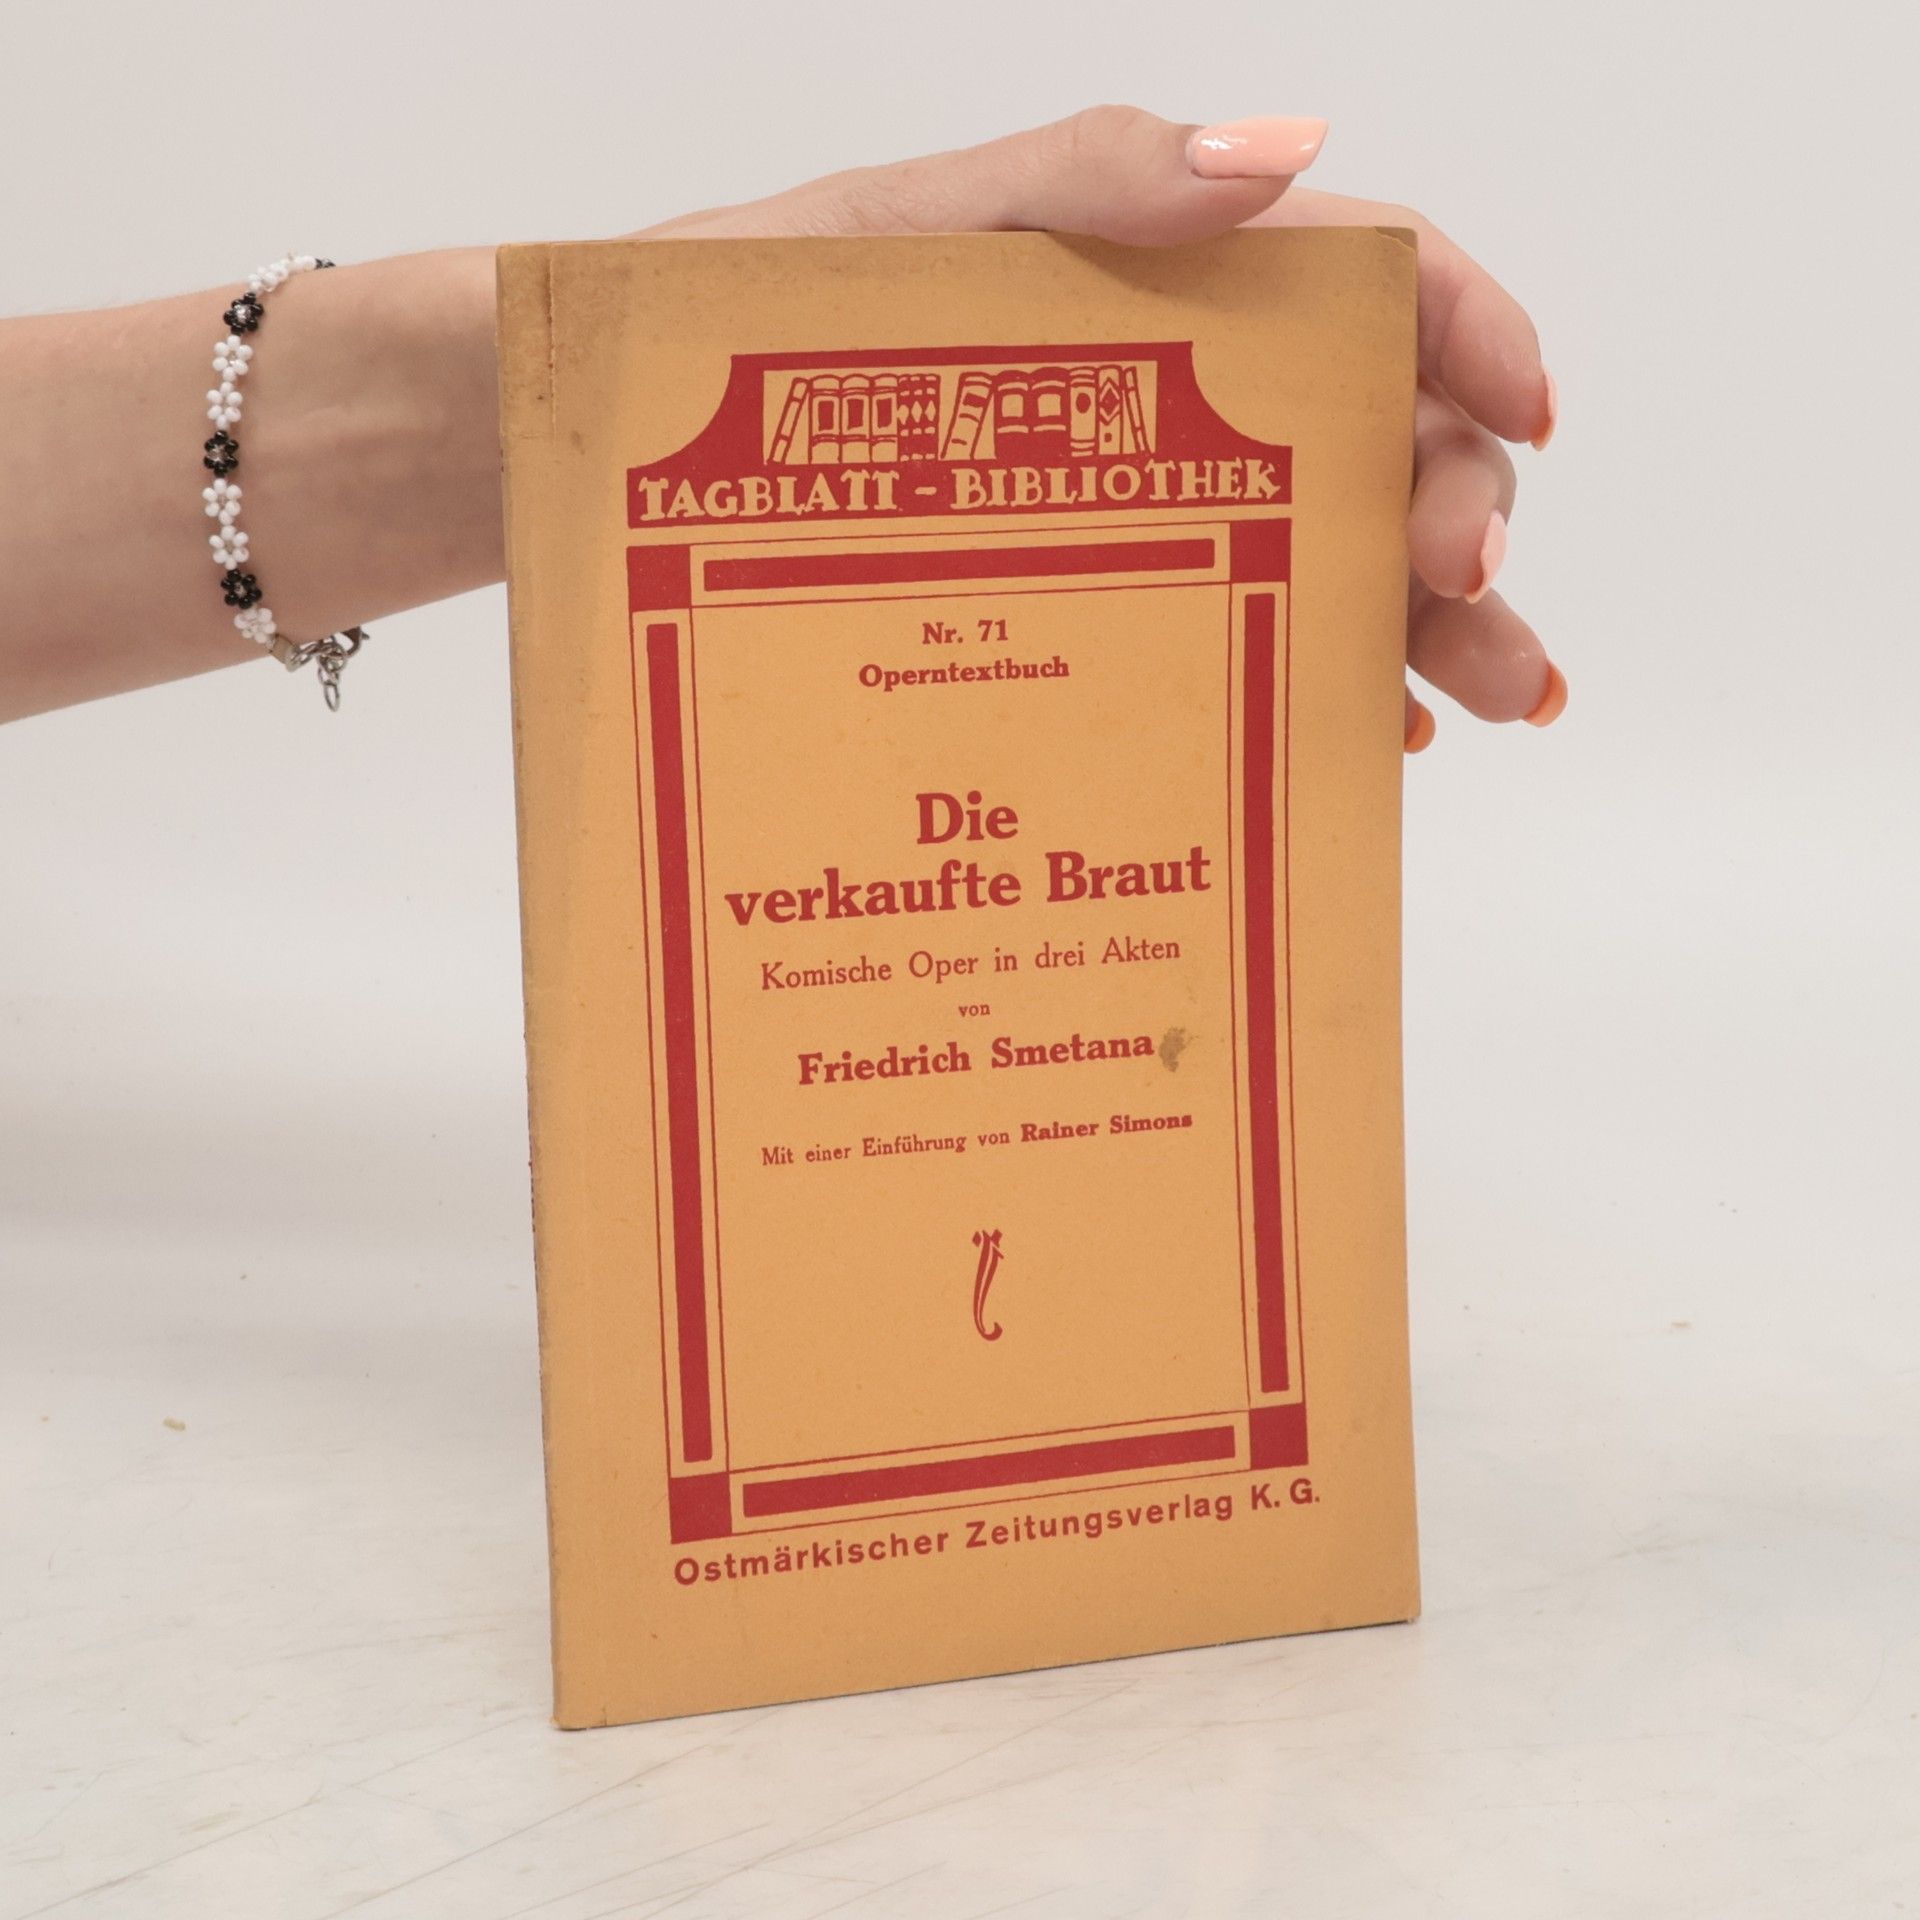 TAGBLATT - BIBLIOTHEK
Nr. 71
Operntextbuch
Die
verkaufte Braut
Komische Oper in drei Akten
von
Friedrich Smetana
Mit einer Einführung von Rainer Simons
Ostmärkischer Zeitungsverlag K. G.